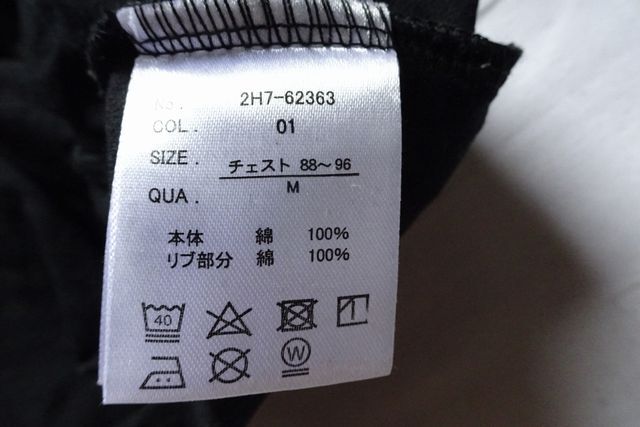 2H7-62363
COL. 01
SIZE. チェスト 88～96
M
QUA.
本体 綿 100%
リブ部分 綿 100%
40
W